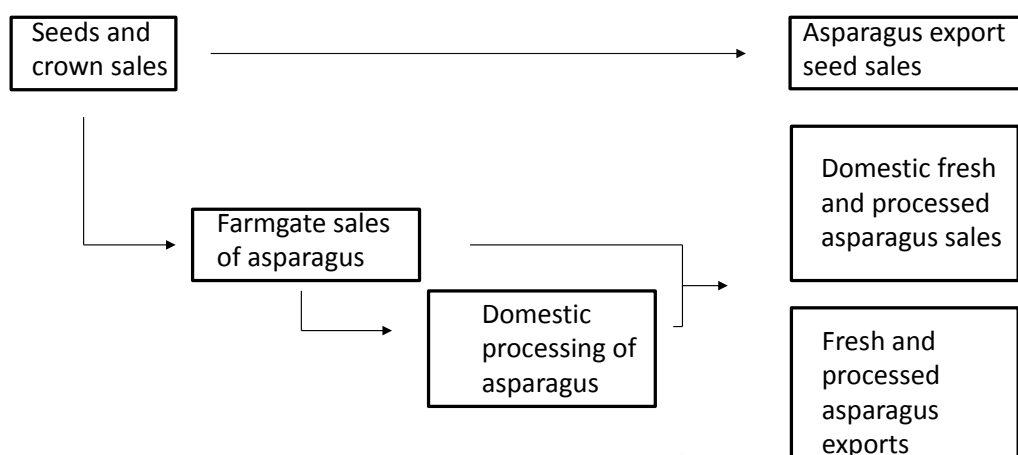 Seeds and
crown sales
Asparagus export
seed sales
Domestic fresh
and processed
asparagus sales
Farmgate sales
of asparagus
Domestic
processing of
asparagus
Fresh and
processed
asparagus
exports